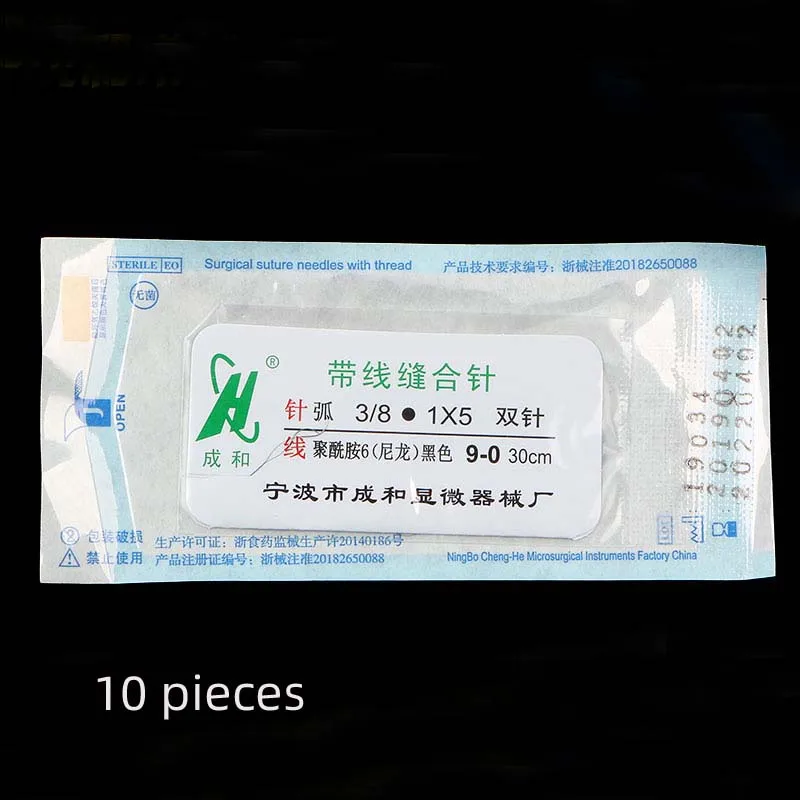 STERILE EO
Surgical suture needles with thread
产品技术要求编号：浙械注准20182650088
无菌
OPEN
成和
®
带线缝合针
针弧 3/8 ● 1X5 双针
线 聚酰胺6(尼龙)黑色 9-0 30cm
宁波市成和显微器械厂
19034
20190402
20220402
LOT
包装破损
禁止使用
生产许可证：浙食药监械生产许20140186号
产品注册证编号：浙械注准20182650088
NingBo Cheng-He Microsurgical Instruments Factory China
10 pieces